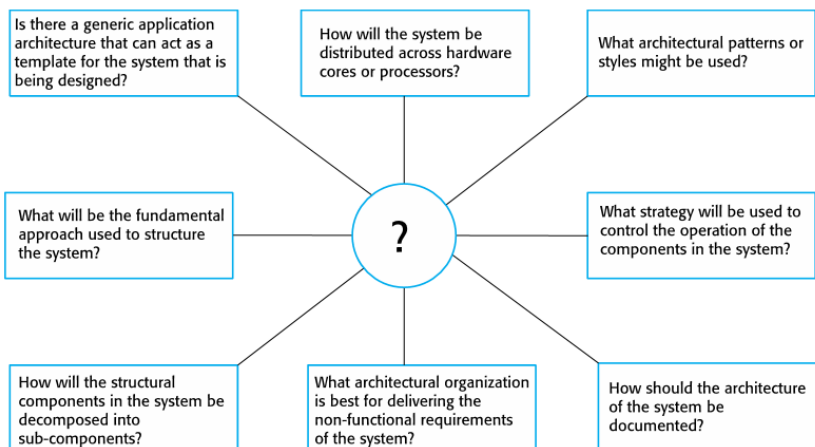 Is there a generic application
architecture that can act as a
template for the system that is
being designed?
How will the system be
distributed across hardware
cores or processors?
What architectural patterns or
styles might be used?
What will be the fundamental
approach used to structure
the system?
?
What strategy will be used to
control the operation of the
components in the system?
How will the structural
components in the system be
decomposed into
sub-components?
What architectural organization
is best for delivering the
non-functional requirements
of the system?
How should the architecture
of the system be
documented?